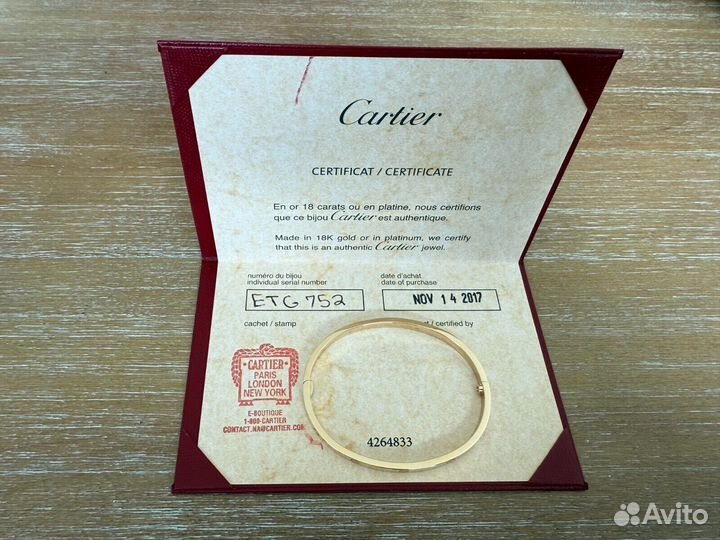 Cartier
CERTIFICAT / CERTIFICATE
En or 18 carats ou en platine, nous certifions
que ce bijou Cartier est authentique.
Made in 18K gold or in platinum, we certify
that this is an authentic Cartier jewel.
numéro du bijou
individual serial number
ETG752
date d'achat
date of purchase
NOV 14 2017
cachet / stamp
/ certified by
CARTIER
PARIS
LONDON
NEW YORK
E-BOUTIQUE
1-800-CARTIER
CONTACT.NA@CARTIER.COM
4264833
Avito